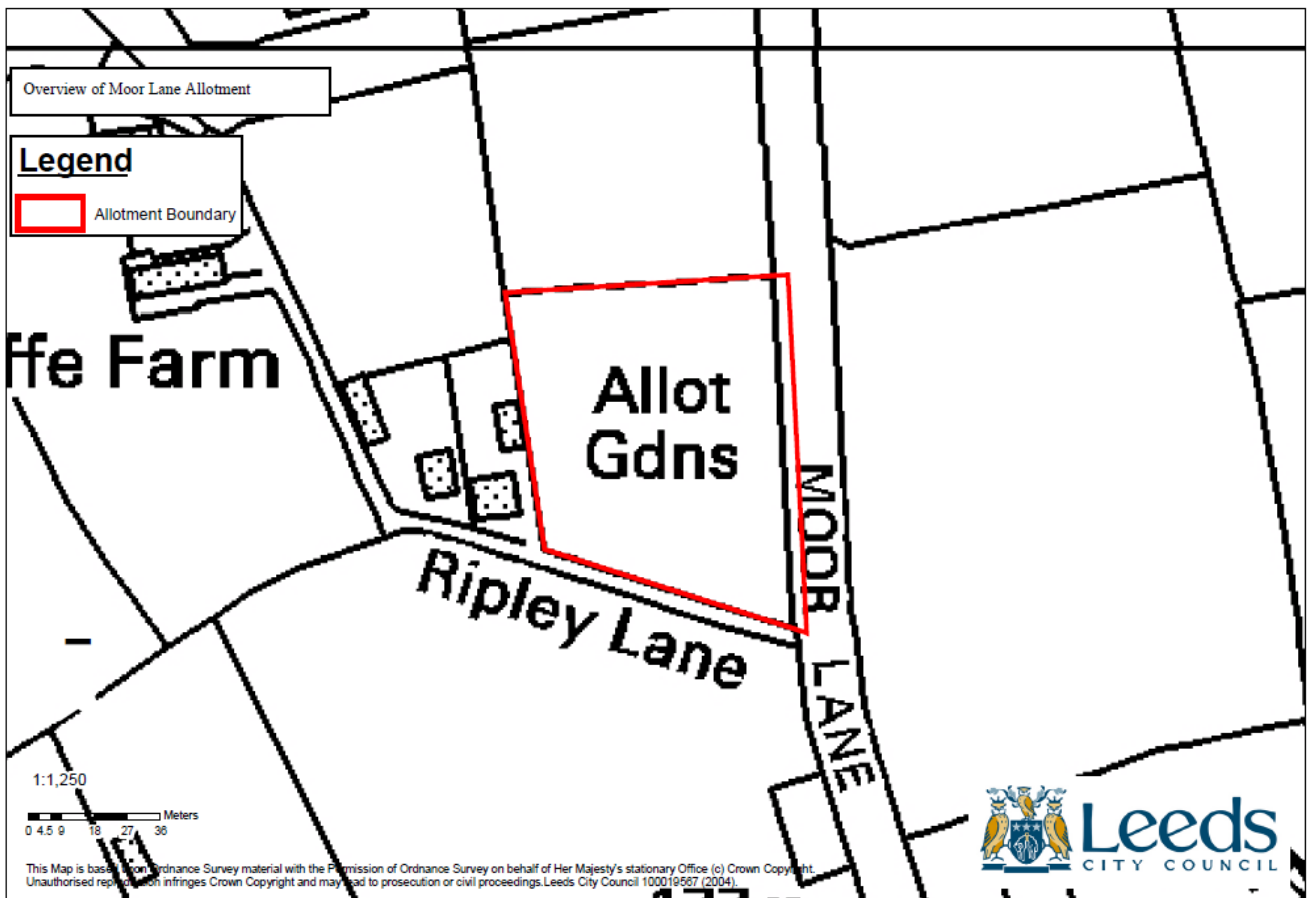 Overview of Moor Lane Allotment
Legend
Allotment Boundary
ffe Farm
Allot
Gdns
MOOR LANE
Ripley Lane
1:1,250
Meters
0 4.5 9 18 27 36
Leeds
CITY COUNCIL
This Map is based upon Ordnance Survey material with the Permission of Ordnance Survey on behalf of Her Majesty's stationary Office (c) Crown Copyright.
Unauthorised reproduction infringes Crown Copyright and may lead to prosecution or civil proceedings.Leeds City Council 100019567 (2004).